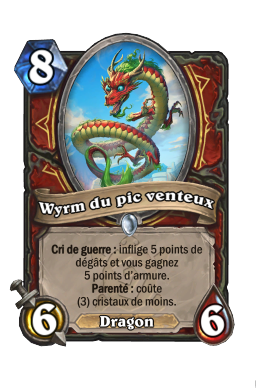 8
Wyrm du pic venteux
Cri de guerre : inflige 5 points de
dégâts et vous gagnez
5 points d'armure.
Parenté : coûte
(3) cristaux de moins.
6
Dragon
6